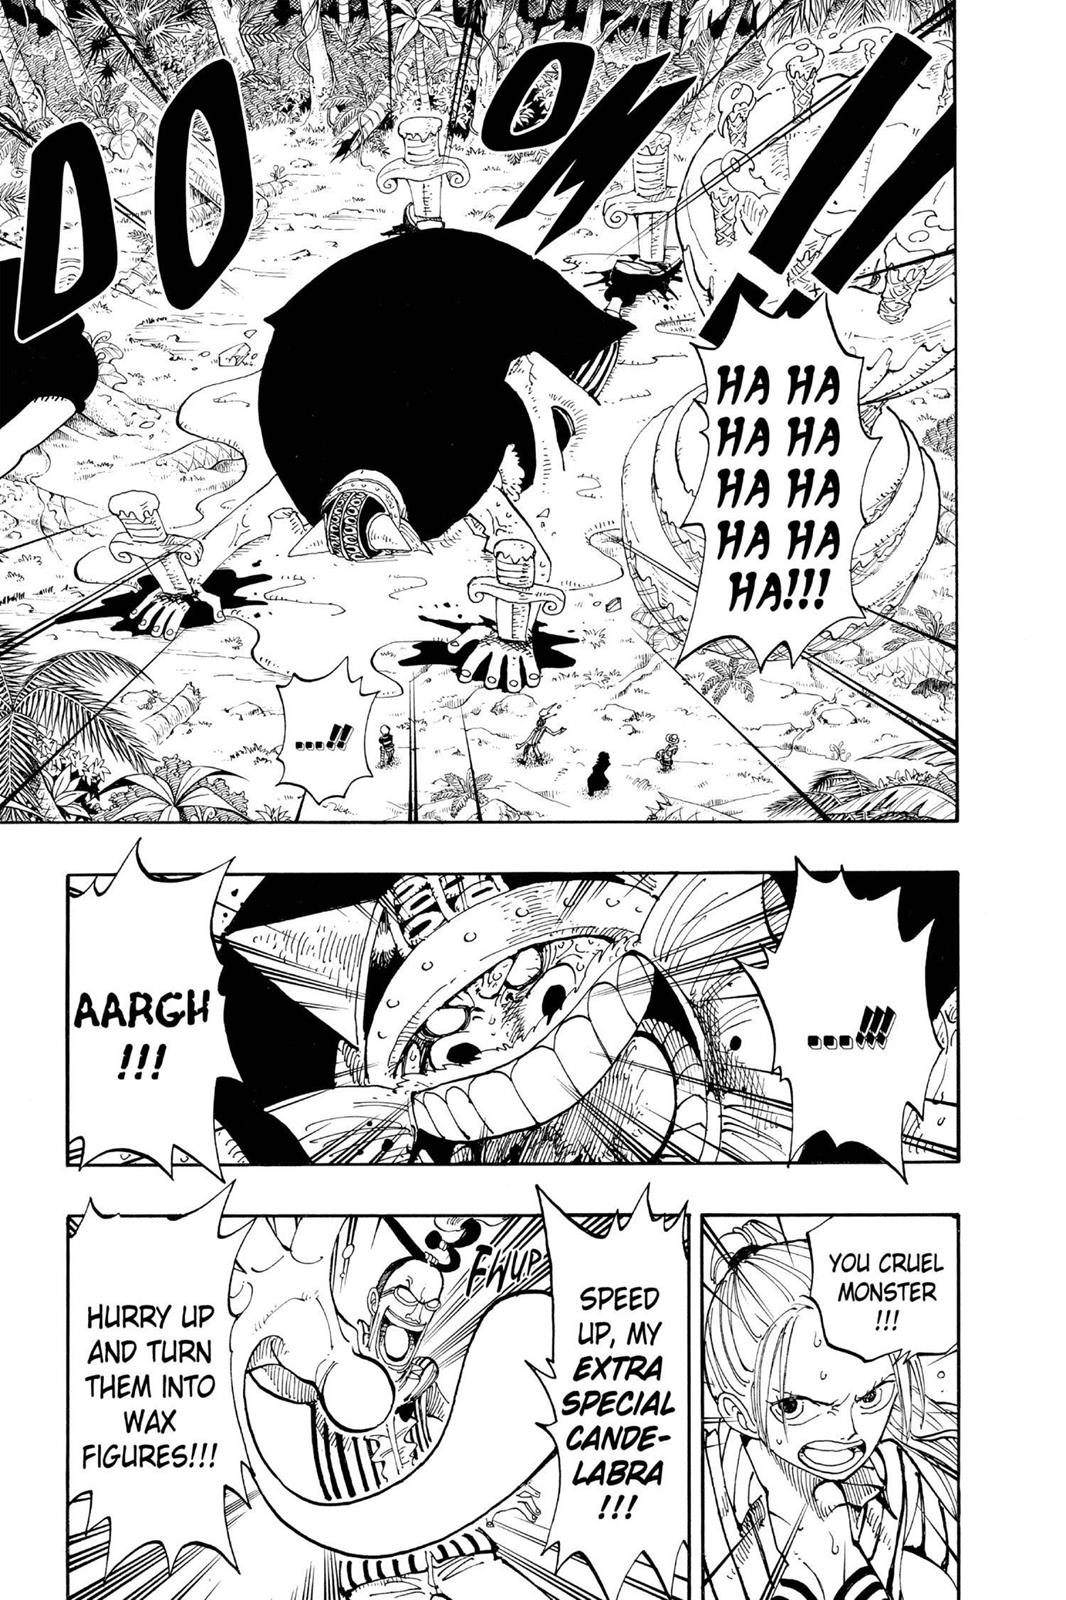 DOOM!!
HA HA
HA HA
HA HA
HA HA
HA!!!
....!!
....!!!
AARGH
!!!
YOU CRUEL
MONSTER
!!!
SPEED
UP, MY
EXTRA
SPECIAL
CANDE-
LABRA
!!!
FWUP
HURRY UP
AND TURN
THEM INTO
WAX
FIGURES!!!